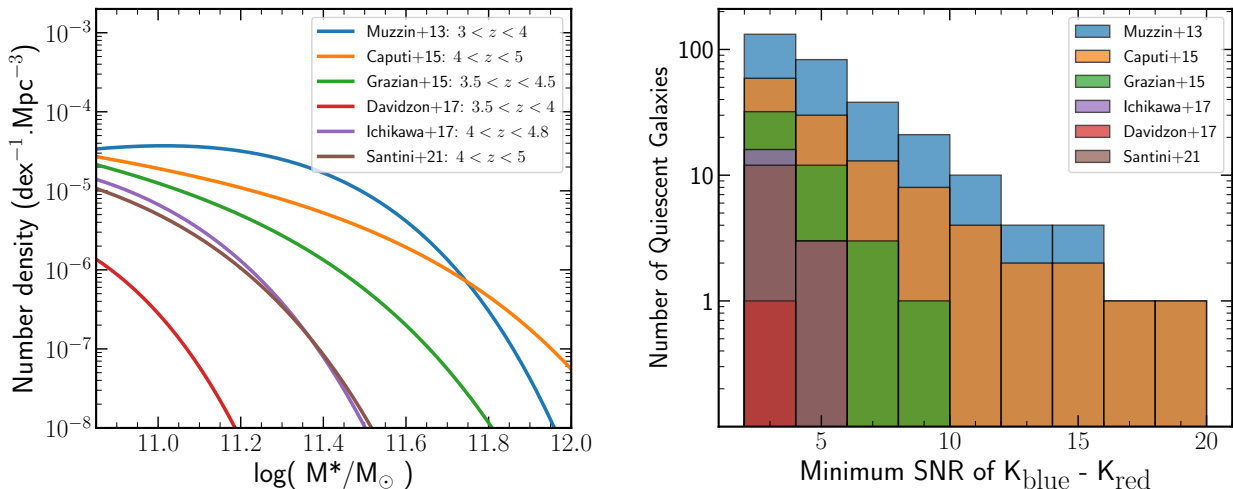 Number density (dex⁻¹.Mpc⁻³)
10⁻³
10⁻⁴
10⁻⁵
10⁻⁶
10⁻⁷
10⁻⁸
Muzzin+13: 3 < z < 4
Caputi+15: 4 < z < 5
Grazian+15: 3.5 < z < 4.5
Davidzon+17: 3.5 < z < 4
Ichikawa+17: 4 < z < 4.8
Santini+21: 4 < z < 5
11.0 11.2 11.4 11.6 11.8 12.0
log( M*/M⊙
Number of Quiescent Galaxies
100
10
1
Muzzin+13
Caputi+15
Grazian+15
Ichikawa+17
Davidzon+17
Santini+21
5 10 15 20
Minimum SNR of K_blue - K_red